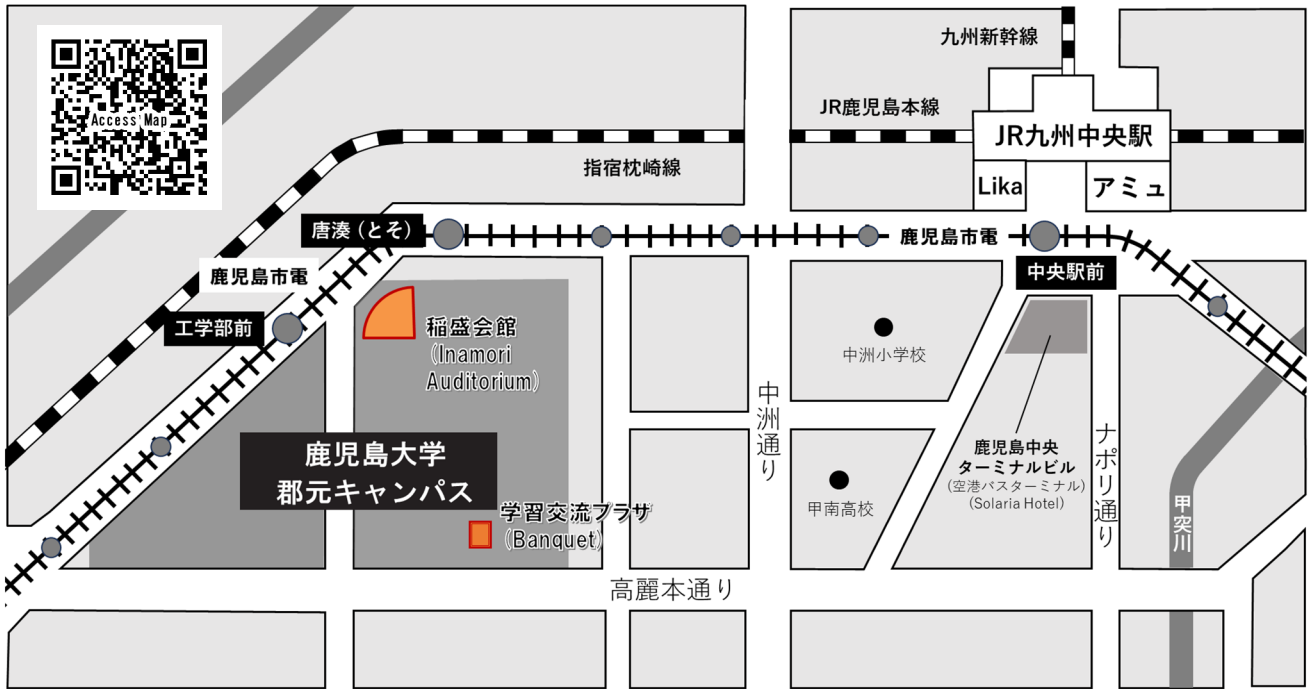 Access Map
九州新幹線
JR鹿児島本線
JR九州中央駅
Lika
アミュ
指宿枕崎線
唐湊（とそ）
鹿児島市電
中央駅前
鹿児島市電
工学部前
稲盛会館
(Inamori
Auditorium)
中洲小学校
中洲通り
鹿児島大学
郡元キャンパス
学習交流プラザ
(Banquet)
甲南高校
鹿児島中央
ターミナルビル
(空港バスターミナル)
(Solaria Hotel)
ナポリ通り
甲突川
高麗本通り